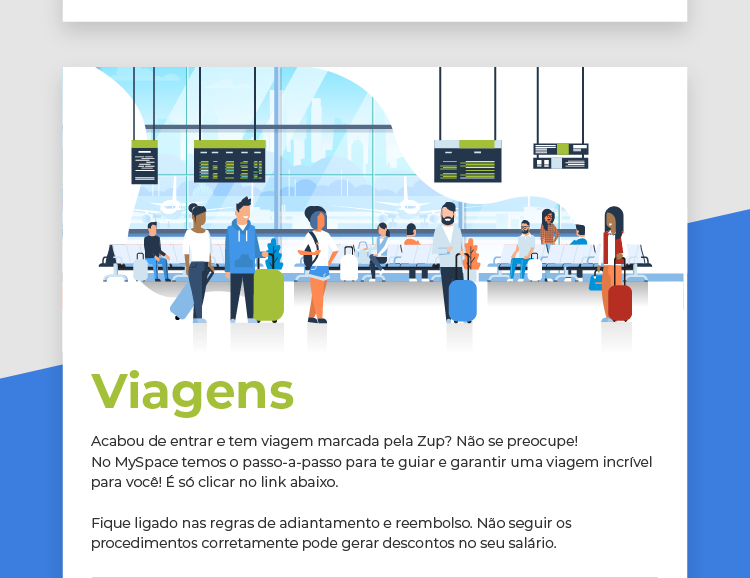 Viagens
Acabou de entrar e tem viagem marcada pela Zup? Não se preocupe!
No MySpace temos o passo-a-passo para te guiar e garantir uma viagem incrível
para você! É só clicar no link abaixo.
Fique ligado nas regras de adiantamento e reembolso. Não seguir os
procedimentos corretamente pode gerar descontos no seu salário.